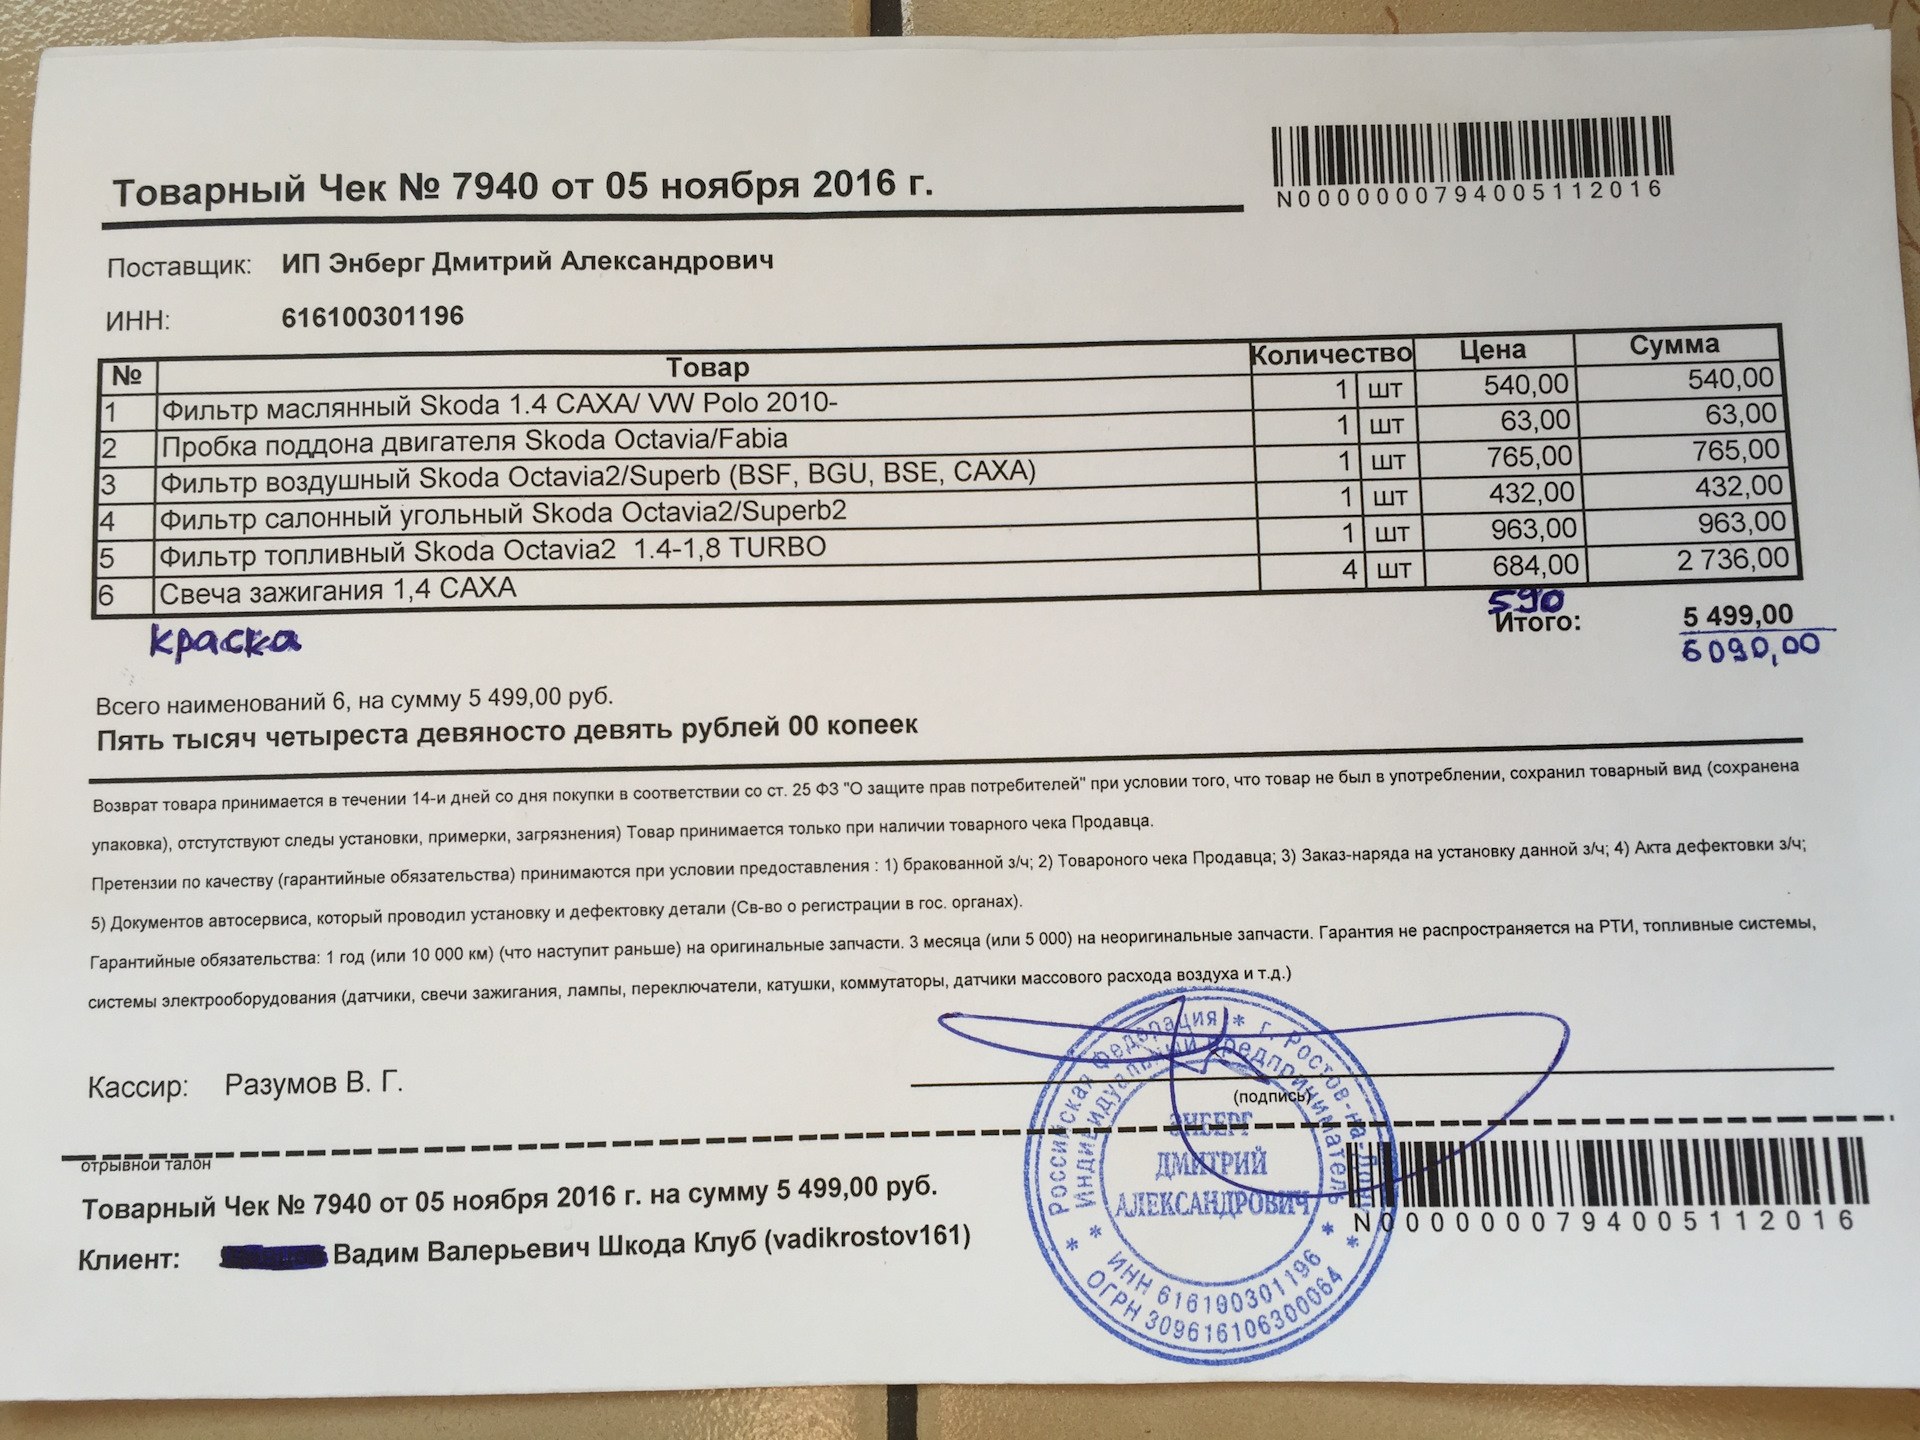 Товарный Чек № 7940 от 05 ноября 2016 г.
N0000000794005112016
Поставщик: ИП Энберг Дмитрий Александрович
ИНН: 616100301196
№ Товар Количество Цена Сумма
1 Фильтр маслянный Skoda 1.4 CAXA/ VW Polo 2010- 1 шт 540,00 540,00
2 Пробка поддона двигателя Skoda Octavia/Fabia 1 шт 63,00 63,00
3 Фильтр воздушный Skoda Octavia2/Superb (BSF, BGU, BSE, CAXA) 1 шт 765,00 765,00
4 Фильтр салонный угольный Skoda Octavia2/Superb2 1 шт 432,00 432,00
5 Фильтр топливный Skoda Octavia2 1.4-1,8 TURBO 1 шт 963,00 963,00
6 Свеча зажигания 1,4 CAXA 4 шт 684,00 2 736,00
краска 590
Итого: 5 499,00
6090,00
Всего наименований 6, на сумму 5 499,00 руб.
Пять тысяч четыреста девяносто девять рублей 00 копеек
Возврат товара принимается в течении 14-и дней со дня покупки в соответствии со ст. 25 ФЗ "О защите прав потребителей" при условии того, что товар не был в употреблении, сохранил товарный вид (сохранена
упаковка), отсутствуют следы установки, примерки, загрязнения) Товар принимается только при наличии товарного чека Продавца.
Претензии по качеству (гарантийные обязательства) принимаются при условии предоставления : 1) бракованной з/ч; 2) Товароного чека Продавца; 3) Заказ-наряда на установку данной з/ч; 4) Акта дефектовки з/ч;
5) Документов автосервиса, который проводил установку и дефектовку детали (Св-во о регистрации в гос. органах).
Гарантийные обязательства: 1 год (или 10 000 км) (что наступит раньше) на оригинальные запчасти. 3 месяца (или 5 000) на неоригинальные запчасти. Гарантия не распространяется на РТИ, топливные системы,
системы электрооборудования (датчики, свечи зажигания, лампы, переключатели, катушки, коммутаторы, датчики массового расхода воздуха и т.д.)
Кассир: Разумов В. Г.
(подпись)
Российская Федерация * г. Ростов-на-Дону *
Индивидуальный предприниматель *
ЭНБЕРГ
ДМИТРИЙ
АЛЕКСАНДРОВИЧ
* ИНН 616100301196 *
* ОГРН 309616106300064 *
отрывной талон
Товарный Чек № 7940 от 05 ноября 2016 г. на сумму 5 499,00 руб.
N0000000794005112016
Клиент: Вадим Валерьевич Шкода Клуб (vadikrostov161)